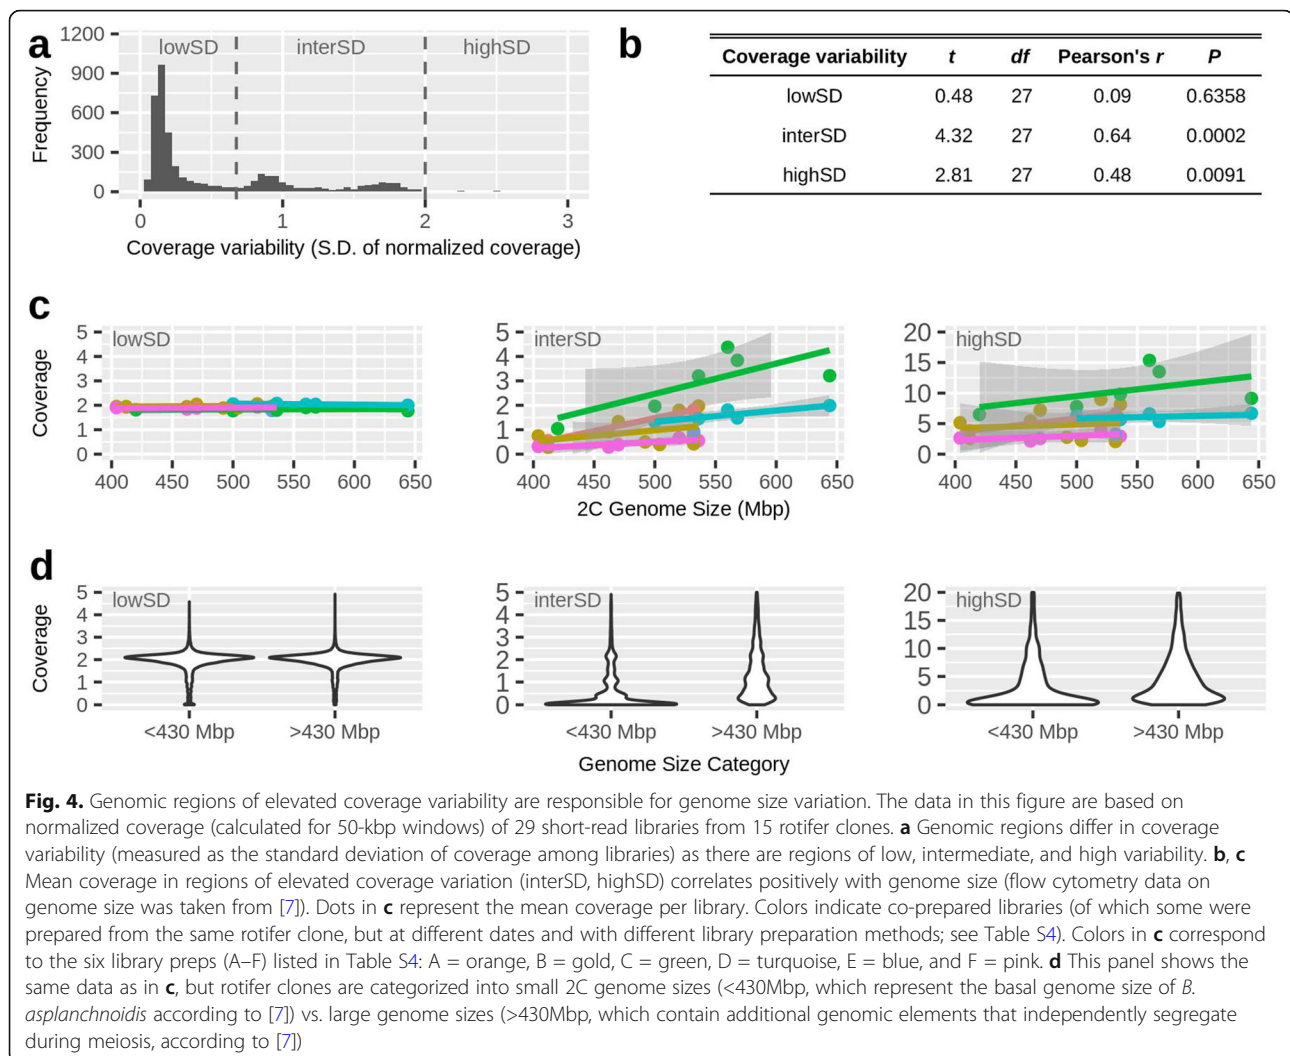 a
1200
900
600
300
0
Frequency
lowSD interSD highSD
0 1 2 3
Coverage variability (S.D. of normalized coverage)
b
Coverage variability t df Pearson's r P
lowSD 0.48 27 0.09 0.6358
interSD 4.32 27 0.64 0.0002
highSD 2.81 27 0.48 0.0091
c
Coverage
5
4
3
2
1
0
lowSD
400 450 500 550 600 650
5
4
3
2
1
0
interSD
400 450 500 550 600 650
20
15
10
5
0
highSD
400 450 500 550 600 650
2C Genome Size (Mbp)
d
Coverage
5
4
3
2
1
0
lowSD
<430 Mbp >430 Mbp
5
4
3
2
1
0
interSD
<430 Mbp >430 Mbp
20
15
10
5
0
highSD
<430 Mbp >430 Mbp
Genome Size Category
Fig. 4. Genomic regions of elevated coverage variability are responsible for genome size variation. The data in this figure are based on
normalized coverage (calculated for 50-kbp windows) of 29 short-read libraries from 15 rotifer clones. a Genomic regions differ in coverage
variability (measured as the standard deviation of coverage among libraries) as there are regions of low, intermediate, and high variability. b, c
Mean coverage in regions of elevated coverage variation (interSD, highSD) correlates positively with genome size (flow cytometry data on
genome size was taken from [7]). Dots in c represent the mean coverage per library. Colors indicate co-prepared libraries (of which some were
prepared from the same rotifer clone, but at different dates and with different library preparation methods; see Table S4). Colors in c correspond
to the six library preps (A–F) listed in Table S4: A = orange, B = gold, C = green, D = turquoise, E = blue, and F = pink. d This panel shows the
same data as in c, but rotifer clones are categorized into small 2C genome sizes (<430Mbp, which represent the basal genome size of B.
asplanchnoidis according to [7]) vs. large genome sizes (>430Mbp, which contain additional genomic elements that independently segregate
during meiosis, according to [7])